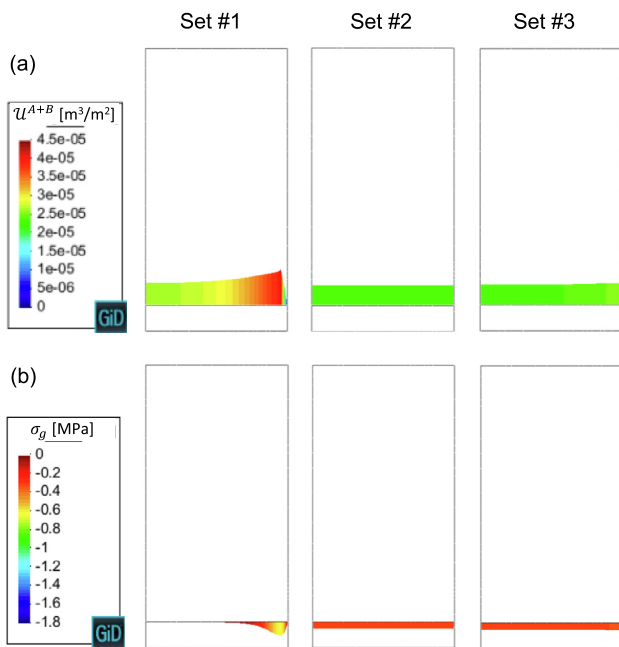 Set #1 Set #2 Set #3
(a)
𝒰ᴬ⁺ᴮ [m³/m²]
4.5e-05
4e-05
3.5e-05
3e-05
2.5e-05
2e-05
1.5e-05
1e-05
5e-06
0
GiD
(b)
σg [MPa]
0
-0.2
-0.4
-0.6
-0.8
-1
-1.2
-1.4
-1.6
-1.8
GiD